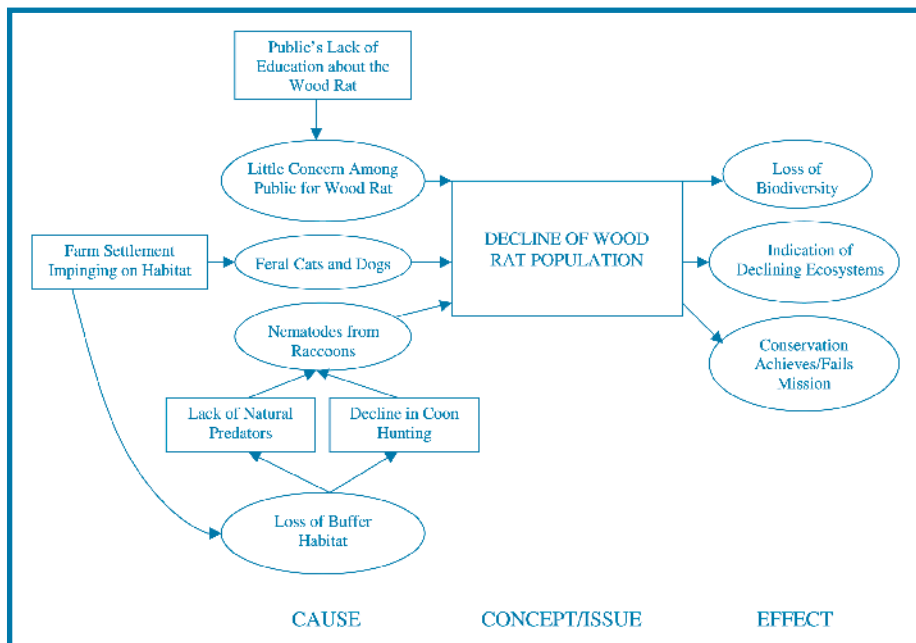 Public's Lack of
Education about the
Wood Rat
Little Concern Among
Public for Wood Rat
Loss of
Biodiversity
Farm Settlement
Impinging on Habitat
Feral Cats and Dogs
DECLINE OF WOOD
RAT POPULATION
Indication of
Declining Ecosystems
Nematodes from
Raccoons
Conservation
Achieves/Fails
Mission
Lack of Natural
Predators
Decline in Coon
Hunting
Loss of Buffer
Habitat
CAUSE
CONCEPT/ISSUE
EFFECT